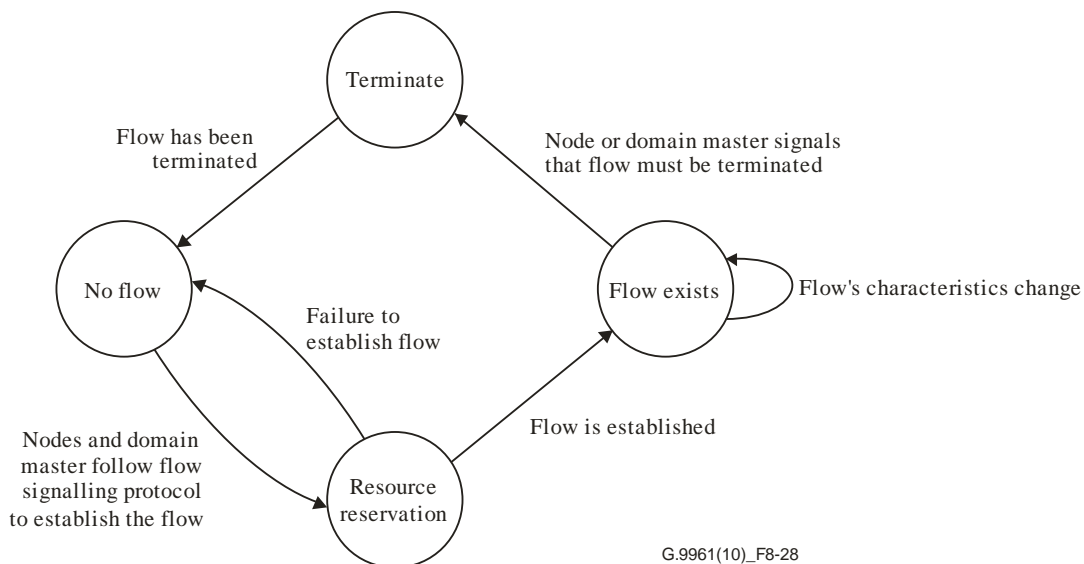 Terminate
Flow has been
terminated
Node or domain master signals
that flow must be terminated
No flow
Flow exists
Flow's characteristics change
Failure to
establish flow
Flow is established
Nodes and domain
master follow flow
signalling protocol
to establish the flow
Resource
reservation
G.9961(10)_F8-28